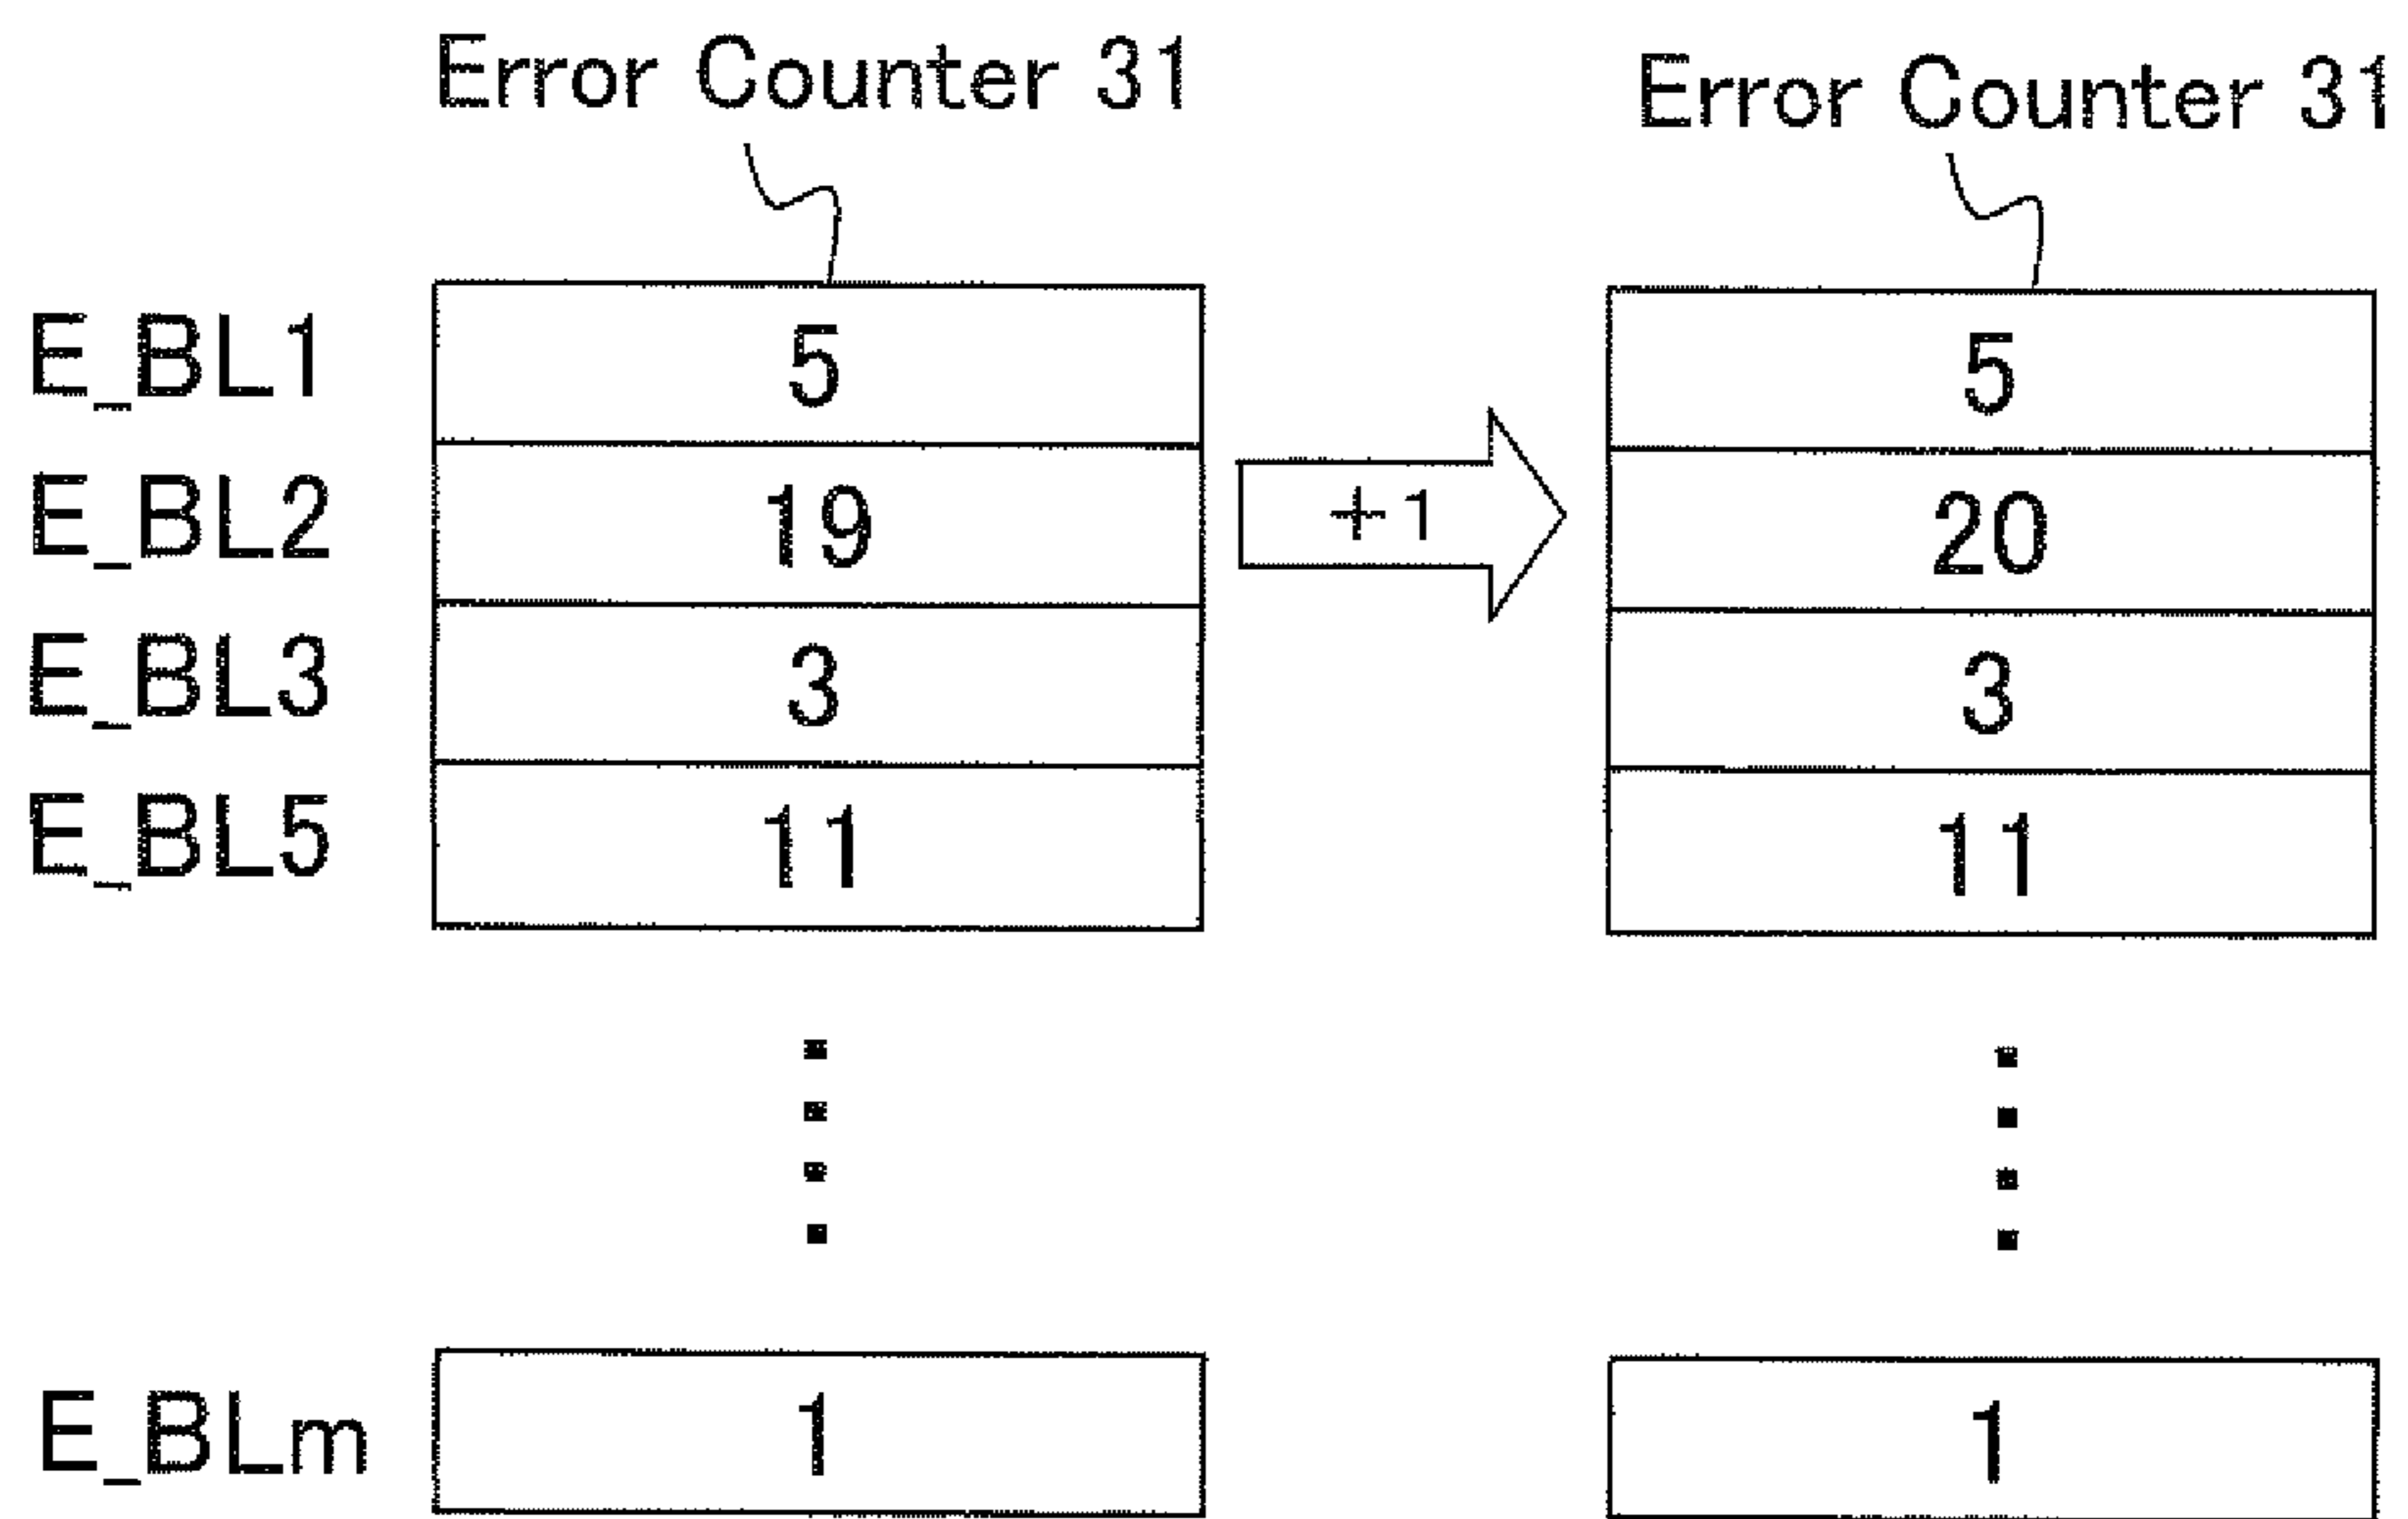 Error Counter 31 Error Counter 31
E_BL1 5 5
E_BL2 19 +1 20
E_BL3 3 3
E_BL5 11 11
E_BLm 1 1